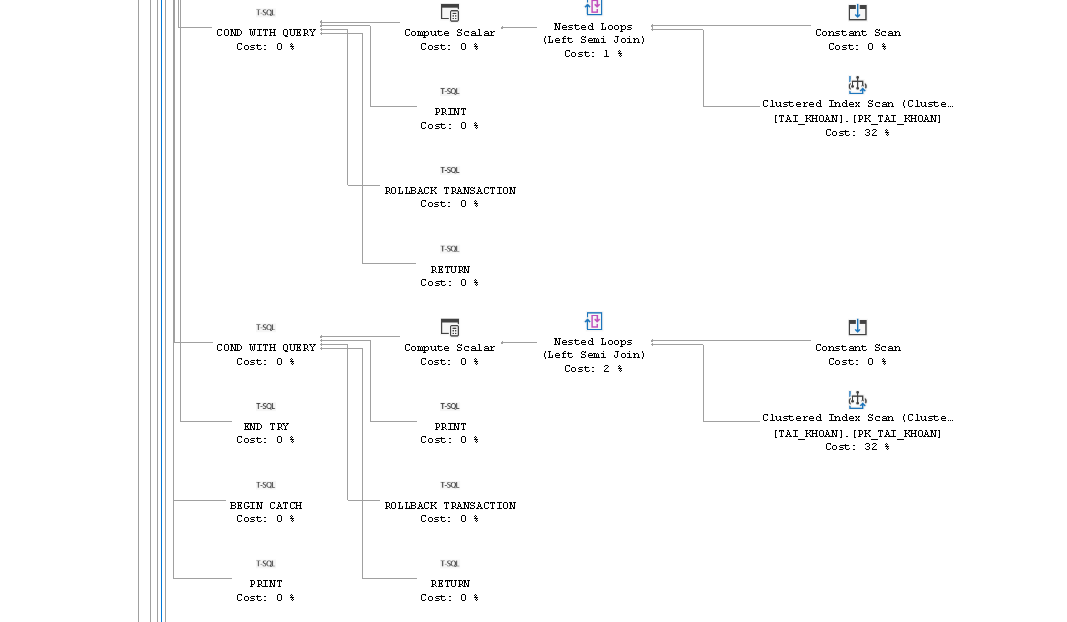 T-SQL
COND WITH QUERY
Cost: 0 %
Compute Scalar
Cost: 0 %
Nested Loops
(Left Semi Join)
Cost: 1 %
Constant Scan
Cost: 0 %
T-SQL
PRINT
Cost: 0 %
Clustered Index Scan (Cluste…
[TAI_KHOAN].[PK_TAI_KHOAN]
Cost: 32 %
T-SQL
ROLLBACK TRANSACTION
Cost: 0 %
T-SQL
RETURN
Cost: 0 %
T-SQL
COND WITH QUERY
Cost: 0 %
Compute Scalar
Cost: 0 %
Nested Loops
(Left Semi Join)
Cost: 2 %
Constant Scan
Cost: 0 %
T-SQL
END TRY
Cost: 0 %
T-SQL
PRINT
Cost: 0 %
Clustered Index Scan (Cluste…
[TAI_KHOAN].[PK_TAI_KHOAN]
Cost: 32 %
T-SQL
BEGIN CATCH
Cost: 0 %
T-SQL
ROLLBACK TRANSACTION
Cost: 0 %
T-SQL
PRINT
Cost: 0 %
T-SQL
RETURN
Cost: 0 %